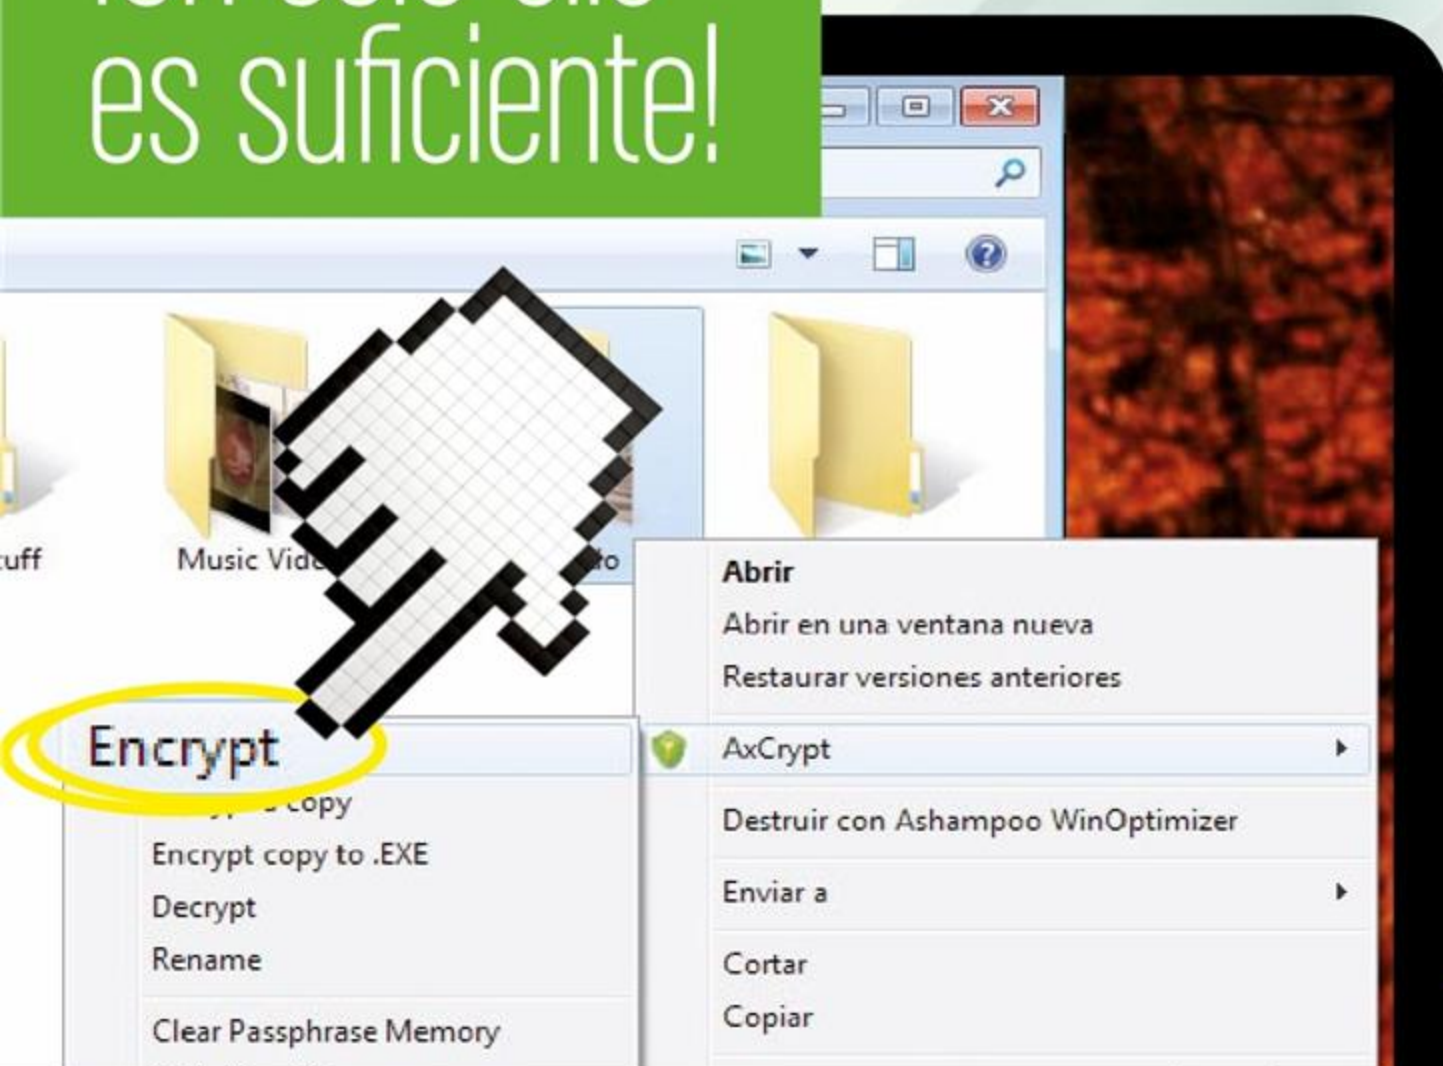 es suficiente!
Music
Abrir
Abrir en una ventana nueva
Restaurar versiones anteriores
Encrypt
AxCrypt
copy
Destruir con Ashampoo WinOptimizer
Encrypt copy to .EXE
Enviar a
Decrypt
Rename
Cortar
Copiar
Clear Passphrase Memory